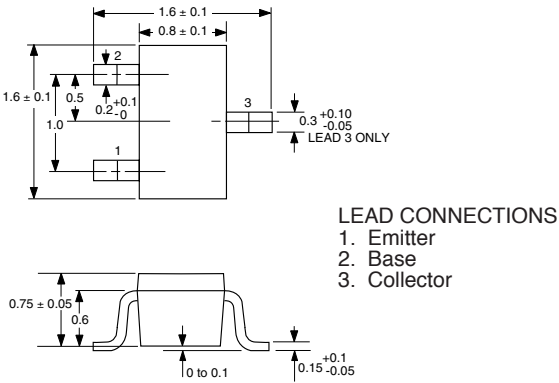 1.6 ± 0.1
0.8 ± 0.1
2
3
1.6 ± 0.1
0.5
0.2 +0.1 -0
1.0
0.3 +0.10 -0.05
LEAD 3 ONLY
1
LEAD CONNECTIONS
1. Emitter
2. Base
3. Collector
0.75 ± 0.05
0.6
0 to 0.1
0.15 +0.1 -0.05